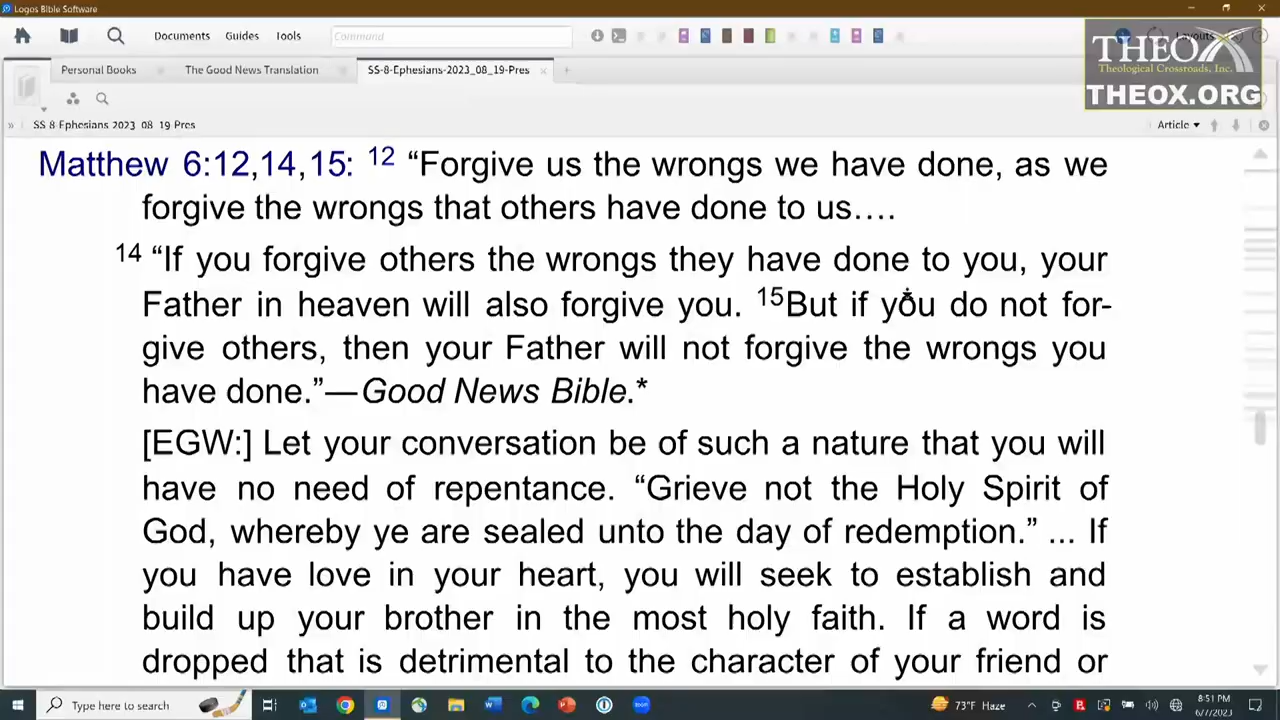 Logos Bible Software
Documents Guides Tools Command Layouts
THEOX
Theological Crossroads, Inc.
THEOX.ORG
Personal Books The Good News Translation SS-8-Ephesians-2023_08_19-Pres
SS-8-Ephesians-2023_08_19-Pres Article
Matthew 6:12,14,15: 12 “Forgive us the wrongs we have done, as we
forgive the wrongs that others have done to us….
14 “If you forgive others the wrongs they have done to you, your
Father in heaven will also forgive you. 15But if you do not for-
give others, then your Father will not forgive the wrongs you
have done.”—Good News Bible.*
[EGW:] Let your conversation be of such a nature that you will
have no need of repentance. “Grieve not the Holy Spirit of
God, whereby ye are sealed unto the day of redemption.” ... If
you have love in your heart, you will seek to establish and
build up your brother in the most holy faith. If a word is
dropped that is detrimental to the character of your friend or
Type here to search 73°F Haze 8:51 PM
6/7/2023